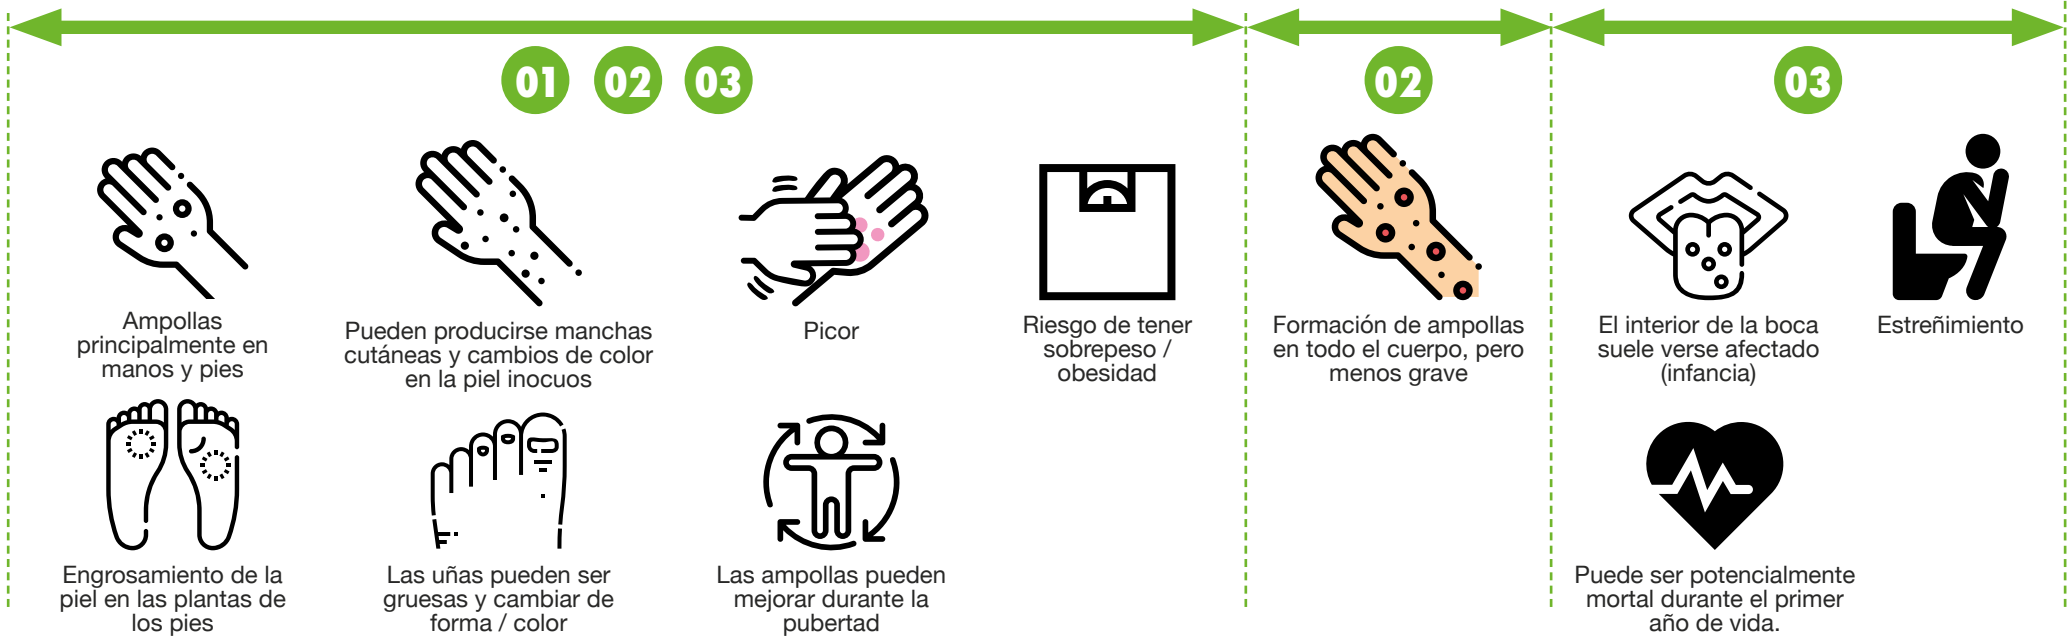 01 02 03
Ampollas
principalmente en
manos y pies
Pueden producirse manchas
cutáneas y cambios de color
en la piel inocuos
Picor
Riesgo de tener
sobrepeso /
obesidad
Engrosamiento de la
piel en las plantas de
los pies
Las uñas pueden ser
gruesas y cambiar de
forma / color
Las ampollas pueden
mejorar durante la
pubertad
02
Formación de ampollas
en todo el cuerpo, pero
menos grave
03
El interior de la boca
suele verse afectado
(infancia)
Estreñimiento
Puede ser potencialmente
mortal durante el primer
año de vida.